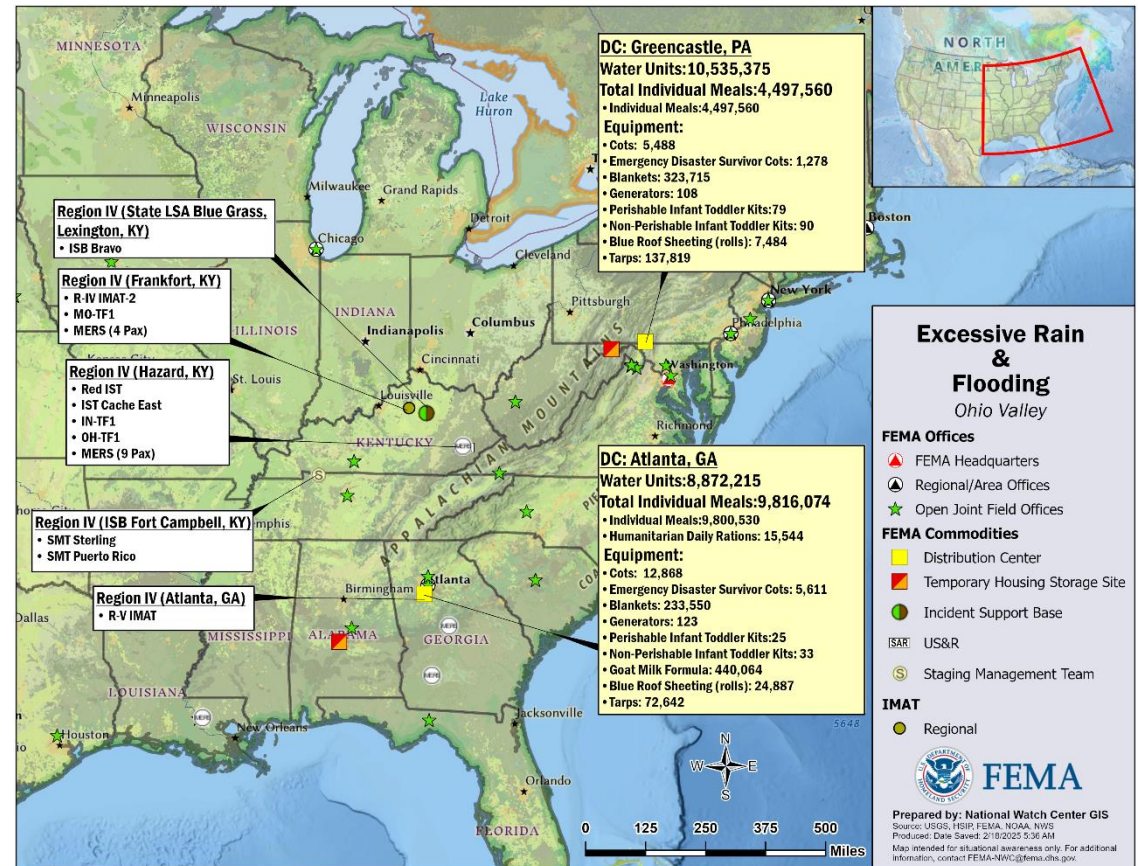 MINNESOTA
Minneapolis
WISCONSIN
Lake
Huron
Milwaukee
Grand Rapids
Detroit
Chicago
Cleveland
Pittsburgh
INDIANA
ILLINOIS
Indianapolis
Columbus
Cincinnati
St. Louis
Louisville
KENTUCKY
APPALACHIAN MOUNTAINS
Washington
Richmond
Philadelphia
New York
Boston
Birmingham
Atlanta
MISSISSIPPI
ALABAMA
GEORGIA
LOUISIANA
Dallas
Houston
New Orleans
Jacksonville
Orlando
FLORIDA
5648
MERS
MERS
MERS
MERS
S
Region IV (State LSA Blue Grass,
Lexington, KY)
• ISB Bravo
Region IV (Frankfort, KY)
• R-IV IMAT-2
• MO-TF1
• MERS (4 Pax)
Region IV (Hazard, KY)
• Red IST
• IST Cache East
• IN-TF1
• OH-TF1
• MERS (9 Pax)
Region IV (ISB Fort Campbell, KY)
• SMT Sterling
• SMT Puerto Rico
Region IV (Atlanta, GA)
• R-V IMAT
DC: Greencastle, PA
Water Units:10,535,375
Total Individual Meals:4,497,560
• Individual Meals:4,497,560
Equipment:
• Cots: 5,488
• Emergency Disaster Survivor Cots: 1,278
• Blankets: 323,715
• Generators: 108
• Perishable Infant Toddler Kits:79
• Non-Perishable Infant Toddler Kits: 90
• Blue Roof Sheeting (rolls): 7,484
• Tarps: 137,819
DC: Atlanta, GA
Water Units:8,872,215
Total Individual Meals:9,816,074
• Individual Meals:9,800,530
• Humanitarian Daily Rations: 15,544
Equipment:
• Cots: 12,868
• Emergency Disaster Survivor Cots: 5,611
• Blankets: 233,550
• Generators: 123
• Perishable Infant Toddler Kits:25
• Non-Perishable Infant Toddler Kits: 33
• Goat Milk Formula: 440,064
• Blue Roof Sheeting (rolls): 24,887
• Tarps: 72,642
N
W
E
S
0 125 250 375 500
Miles
NORTH
AMERICA
Excessive Rain
&
Flooding
Ohio Valley
FEMA Offices
FEMA Headquarters
Regional/Area Offices
Open Joint Field Offices
FEMA Commodities
Distribution Center
Temporary Housing Storage Site
Incident Support Base
SAR US&R
S Staging Management Team
IMAT
Regional
FEMA
Prepared by: National Watch Center GIS
Source: USGS, HSIP, FEMA, NOAA, NWS
Produced: Date Saved: 2/18/2025 5:36 AM
Map intended for situational awareness only. For additional
information, contact FEMA-NWC@fema.dhs.gov